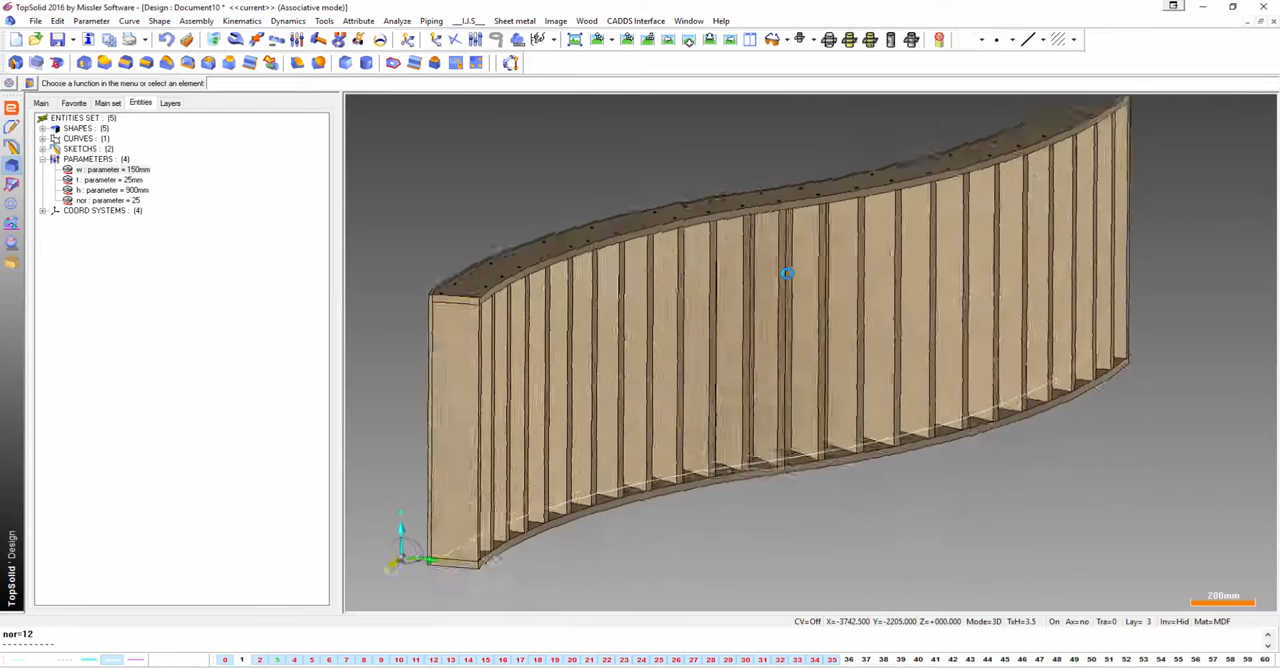 TopSolid 2016 by Missler Software - [Design : Document10 * <<current>> (Associative mode)]
File Edit Parameter Curve Shape Assembly Kinematics Dynamics Tools Attribute Analyze Piping __I.J.S__ Sheet metal Image Wood CADDS Interface Window Help
Choose a function in the menu or select an element:
Main Favorite Main set Entities Layers
ENTITIES SET : (5)
SHAPES : (5)
CURVES : (1)
SKETCHS : (2)
PARAMETERS : (4)
w : parameter = 150mm
t : parameter = 25mm
h : parameter = 900mm
nor : parameter = 25
COORD SYSTEMS : (4)
TopSolid'Design
z
200mm
CV=Off X=-3742.500 Y=-2205.000 Z=+000.000 Mode=3D TxH=3.5 On Ax=no Tra=0 Lay= 3 Inv=Hid Mat=MDF
nor=12
----------
0 1 2 3 4 5 6 7 8 9 10 11 12 13 14 15 16 17 18 19 20 21 22 23 24 25 26 27 28 29 30 31 32 33 34 35 36 37 38 39 40 41 42 43 44 45 46 47 48 49 50 51 52 53 54 55 56 57 58 59 60